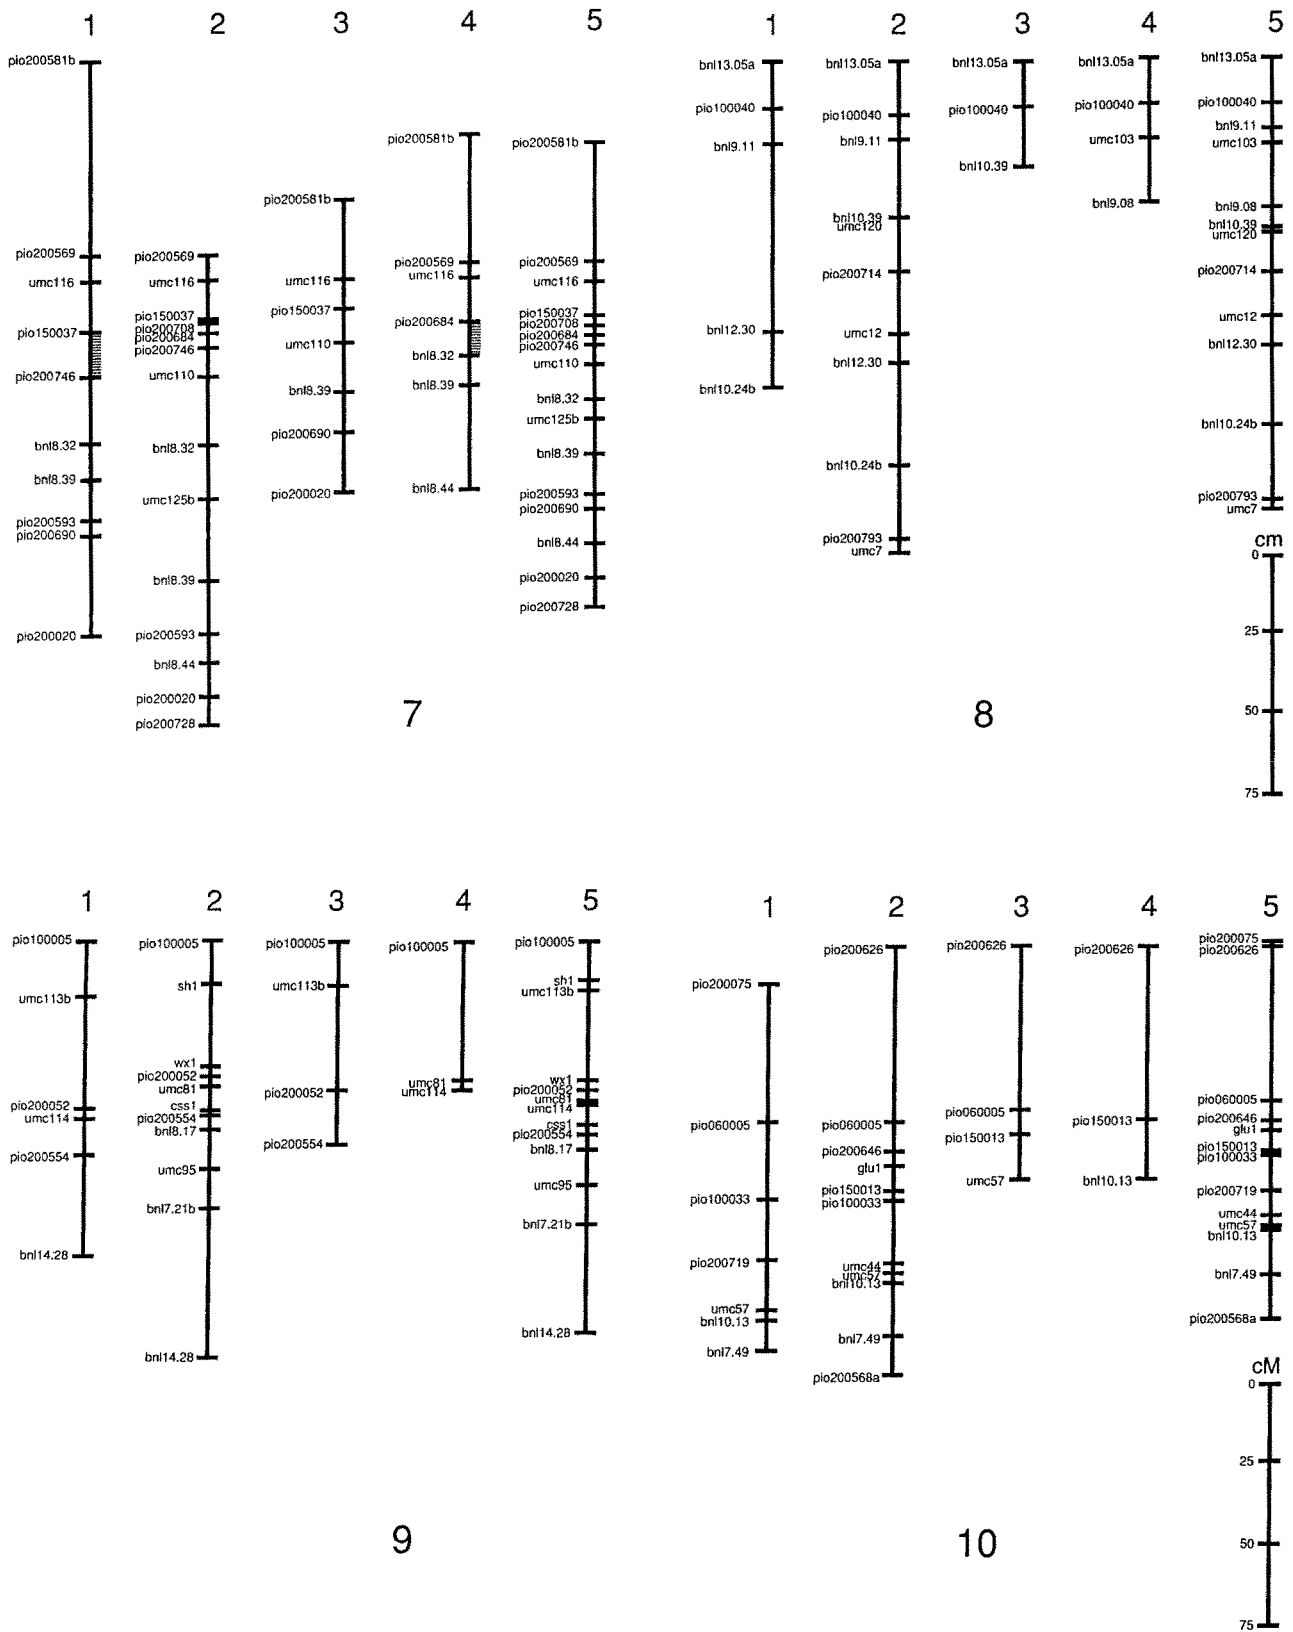 1
2
3
4
5
pio200581b
pio200569
umc116
pio150037
pio200746
bnl8.32
bnl8.39
pio200593
pio200690
pio200020
pio200569
umc116
pio150037
pio200708
pio200684
pio200746
umc110
bnl8.32
umc125b
bnl8.39
pio200593
bnl8.44
pio200020
pio200728
pio200581b
umc116
pio150037
umc110
bnl8.39
pio200690
pio200020
pio200581b
pio200569
umc116
pio200684
bnl8.32
bnl8.39
bnl8.44
pio200581b
pio200569
umc116
pio150037
pio200708
pio200684
pio200746
umc110
bnl8.32
umc125b
bnl8.39
pio200593
pio200690
bnl8.44
pio200020
pio200728
7
1
2
3
4
5
bnl13.05a
pio100040
bnl9.11
bnl12.30
bnl10.24b
bnl13.05a
pio100040
bnl9.11
bnl10.39
umc120
pio200714
umc12
bnl12.30
bnl10.24b
pio200793
umc7
bnl13.05a
pio100040
bnl10.39
bnl13.05a
pio100040
umc103
bnl9.08
bnl13.05a
pio100040
bnl9.11
umc103
bnl9.08
bnl10.39
umc120
pio200714
umc12
bnl12.30
bnl10.24b
pio200793
umc7
8
cm
0
25
50
75
1
2
3
4
5
pio100005
umc113b
pio200052
umc114
pio200554
bnl14.28
pio100005
sh1
wx1
pio200052
umc81
css1
pio200554
bnl8.17
umc95
bnl7.21b
bnl14.28
pio100005
umc113b
pio200052
pio200554
pio100005
umc81
umc114
pio100005
sh1
umc113b
wx1
pio200052
umc81
umc114
css1
pio200554
bnl8.17
umc95
bnl7.21b
bnl14.28
9
1
2
3
4
5
pio200075
pio060005
pio100033
pio200719
umc57
bnl10.13
bnl7.49
pio200626
pio060005
pio200646
glu1
pio150013
pio100033
umc44
umc57
bnl10.13
bnl7.49
pio200568a
pio200626
pio060005
pio150013
umc57
pio200626
pio150013
bnl10.13
pio200075
pio200626
pio060005
pio200646
glu1
pio150013
pio100033
pio200719
umc44
umc57
bnl10.13
bnl7.49
pio200568a
10
cM
0
25
50
75